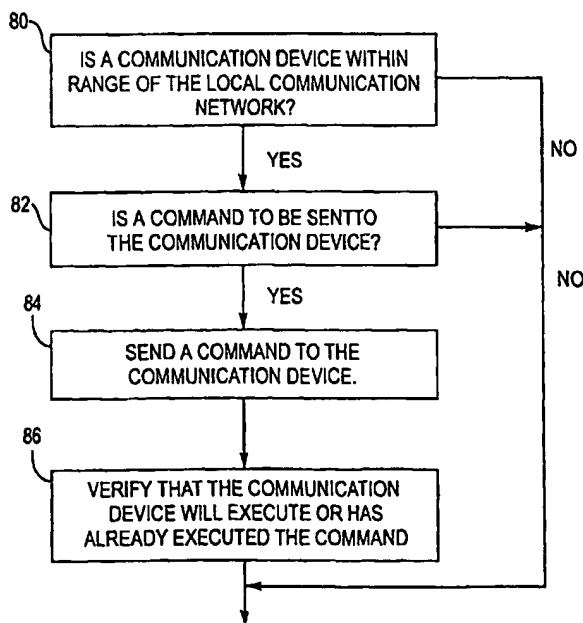 80
IS A COMMUNICATION DEVICE WITHIN
RANGE OF THE LOCAL COMMUNICATION
NETWORK?
NO
YES
82
IS A COMMAND TO BE SENTTO
THE COMMUNICATION DEVICE?
NO
YES
84
SEND A COMMAND TO THE
COMMUNICATION DEVICE.
86
VERIFY THAT THE COMMUNICATION
DEVICE WILL EXECUTE OR HAS
ALREADY EXECUTED THE COMMAND